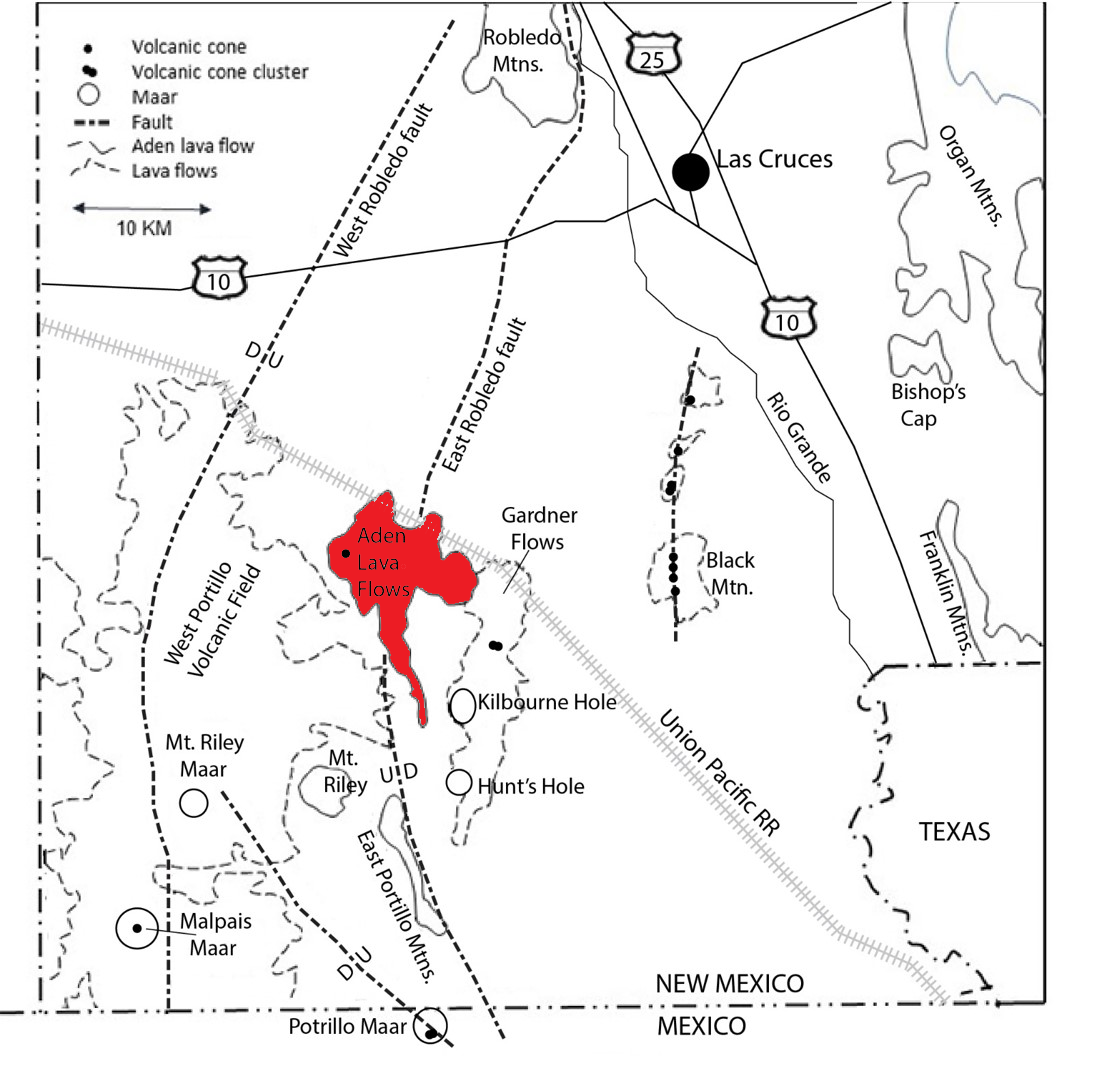 Volcanic cone
Volcanic cone cluster
Maar
Fault
Aden lava flow
Lava flows
10 KM
Robledo
Mtns.
25
Las Cruces
Organ Mtns.
West Robledo fault
10
10
D U
East Robledo fault
Bishop's
Cap
Rio Grande
Gardner
Flows
Aden
Lava
Flows
Black
Mtn.
Franklin Mtns.
West Portillo
Volcanic Field
Kilbourne Hole
Mt. Riley
Maar
Mt.
Riley
U D
Hunt's Hole
Union Pacific RR
TEXAS
East Portillo Mtns.
Malpais
Maar
U
D
NEW MEXICO
Potrillo Maar
MEXICO